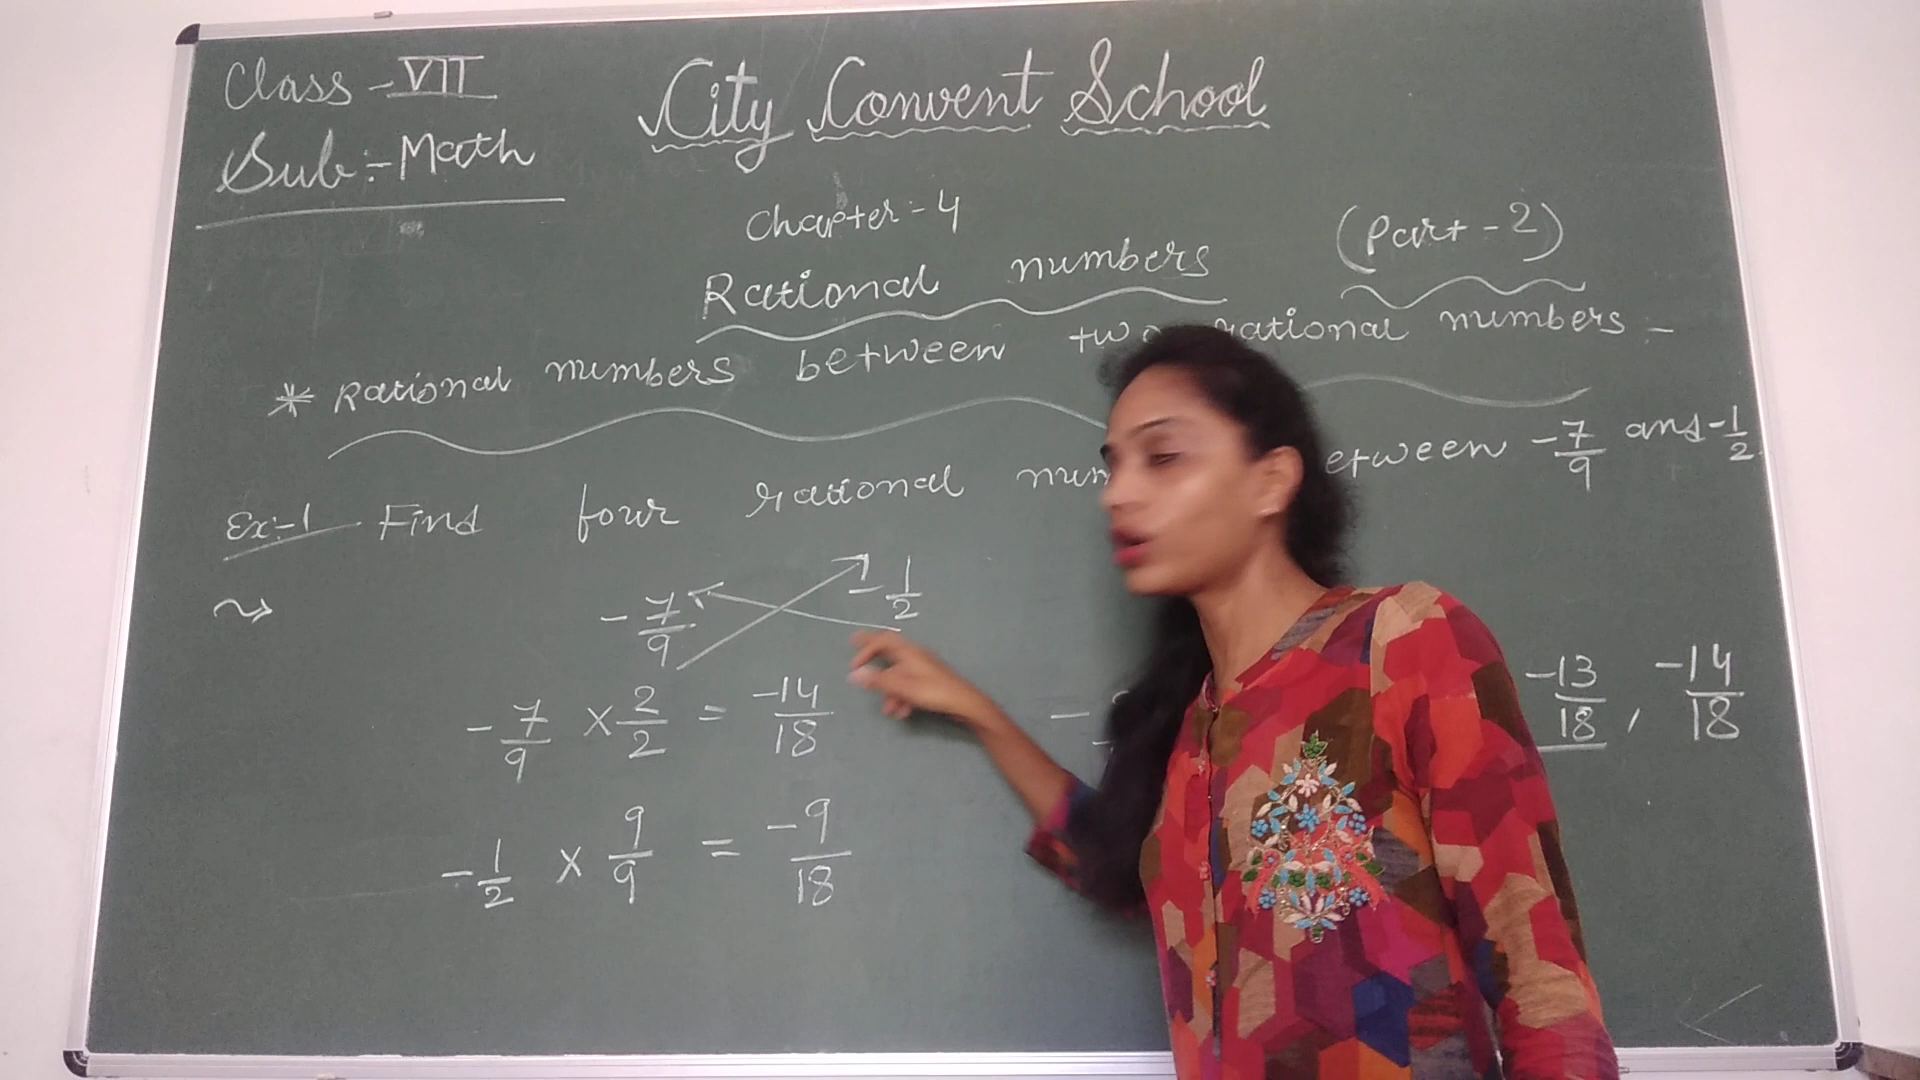 Class - VII
Sub:- Math
City Convent School
Chapter:- 4
(Part - 2)
Rational numbers
* Rational numbers between two rational numbers -
Ex:-1 Find four rational between -7/9 and -1/2
-7/9 -1/2
-7/9 × 2/2 = -14/18
-13/18 , -14/18
-1/2 × 9/9 = -9/18